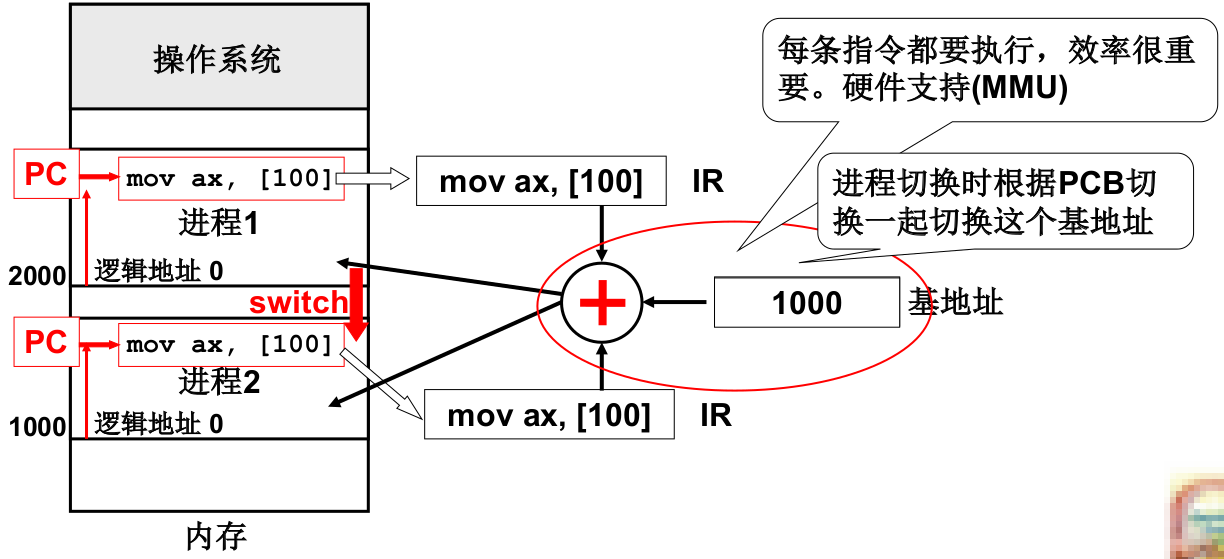 操作系统
每条指令都要执行，效率很重
要。硬件支持(MMU)
PC
mov ax, [100]
mov ax, [100]
IR
进程1
进程切换时根据PCB切
换一起切换这个基地址
2000
逻辑地址 0
switch
1000
基地址
PC
mov ax, [100]
进程2
mov ax, [100]
IR
1000
逻辑地址 0
内存